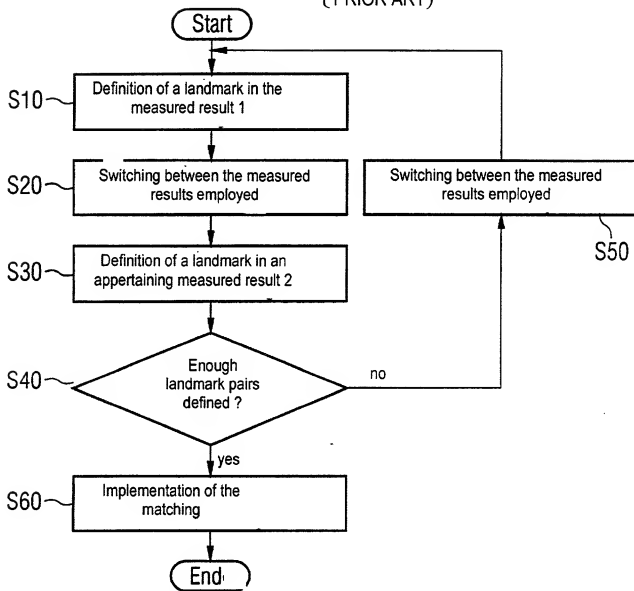 (PRIOR ART)
Start
S10
Definition of a landmark in the
measured result 1
S20
Switching between the measured
results employed
Switching between the measured
results employed
S50
S30
Definition of a landmark in an
appertaining measured result 2
S40
Enough
landmark pairs
defined ?
no
yes
S60
Implementation of the
matching
End